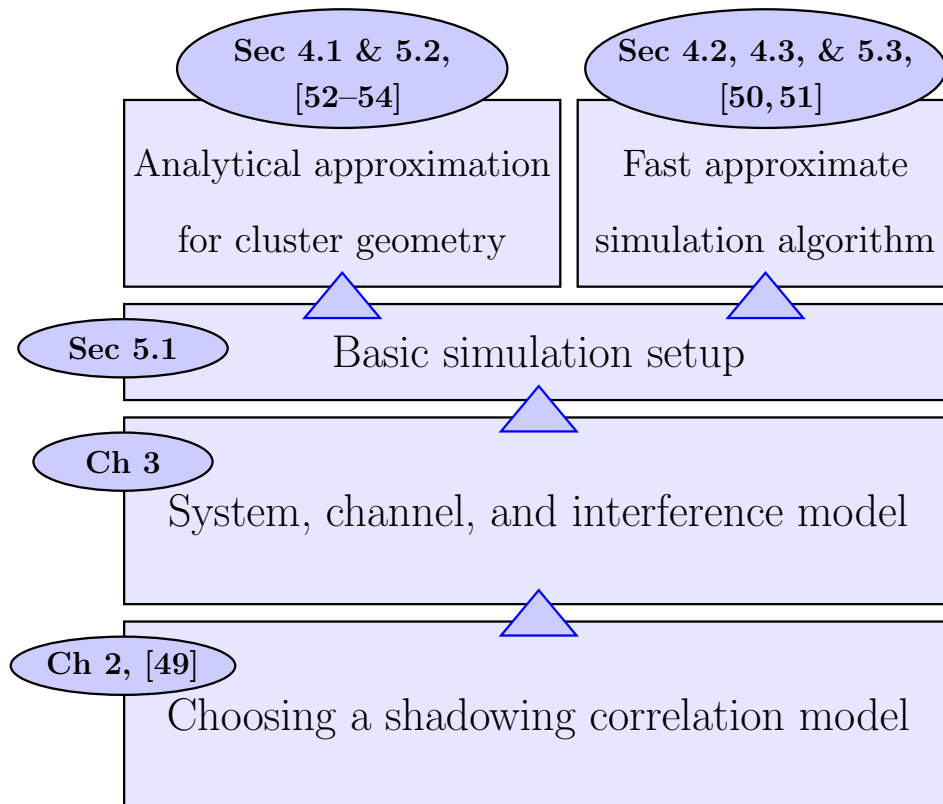 Sec 4.1 & 5.2,
[52–54]
Analytical approximation
for cluster geometry
Sec 4.2, 4.3, & 5.3,
[50, 51]
Fast approximate
simulation algorithm
Sec 5.1
Basic simulation setup
Ch 3
System, channel, and interference model
Ch 2, [49]
Choosing a shadowing correlation model